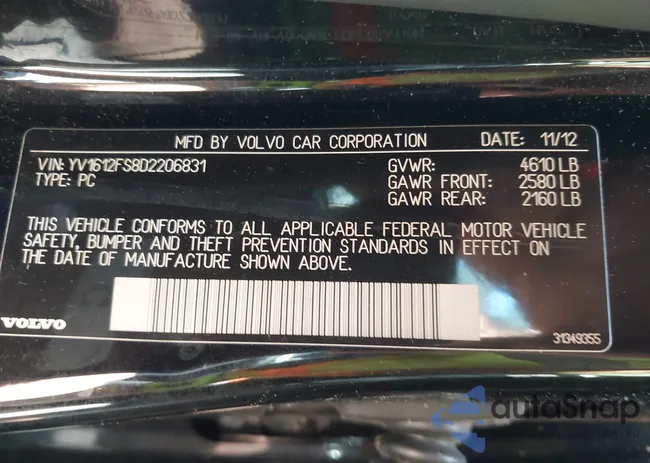 MFD BY VOLVO CAR CORPORATION DATE: 11/12
VIN: YV1612FS8D2206831 GVWR: 4610 LB
TYPE: PC GAWR FRONT: 2580 LB
GAWR REAR: 2160 LB
THIS VEHICLE CONFORMS TO ALL APPLICABLE FEDERAL MOTOR VEHICLE
SAFETY, BUMPER AND THEFT PREVENTION STANDARDS IN EFFECT ON
THE DATE OF MANUFACTURE SHOWN ABOVE.
VOLVO 31349355
autoSnap